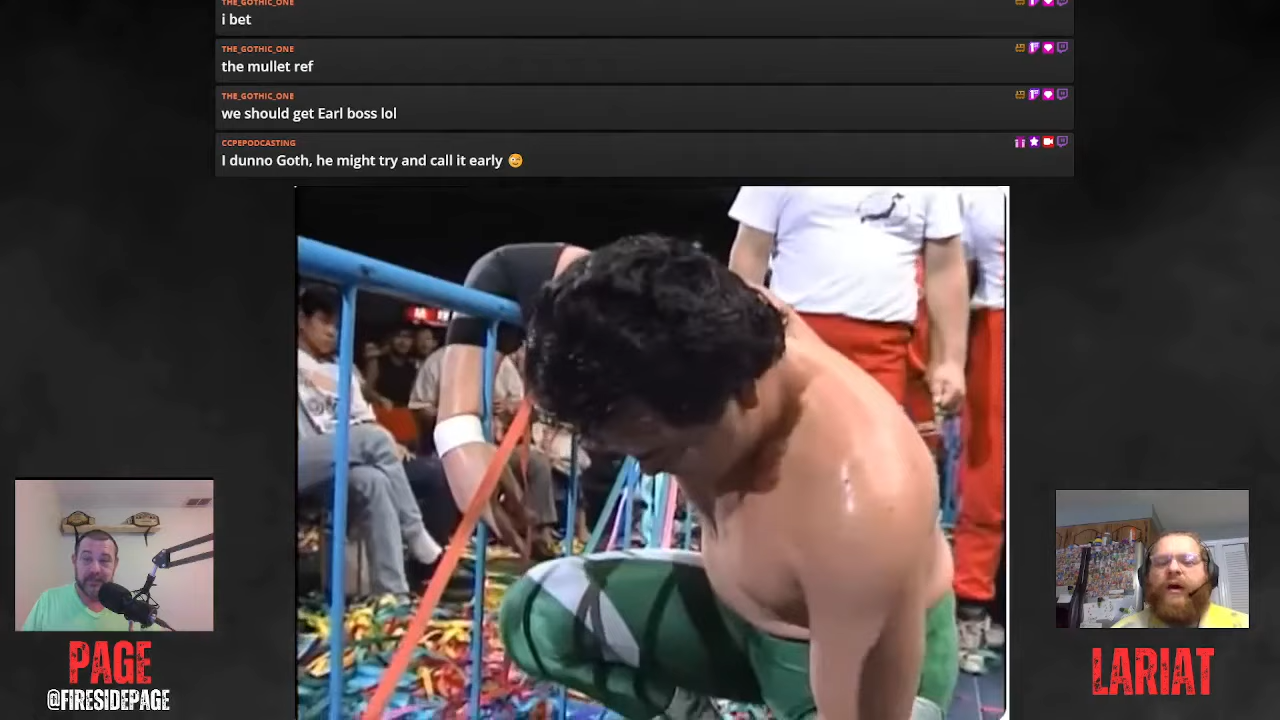 THE_GOTHIC_ONE
i bet
THE_GOTHIC_ONE
the mullet ref
THE_GOTHIC_ONE
we should get Earl boss lol
CCPEPODCASTING
I dunno Goth, he might try and call it early
PAGE
@FIRESIDEPAGE
LARIAT